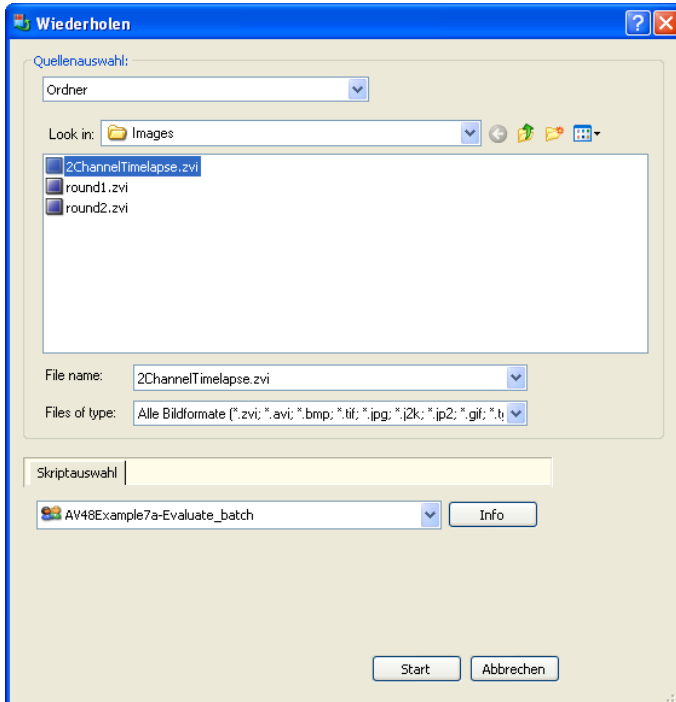 Wiederholen
Quellenauswahl:
Ordner
Look in: Images
2ChannelTimelapse.zvi
round1.zvi
round2.zvi
File name: 2ChannelTimelapse.zvi
Files of type: Alle Bildformate (*.zvi; *.avi; *.bmp; *.tif; *.jpg; *.j2k; *.jp2; *.gif;
Skriptauswahl
AV48Example7a-Evaluate_batch Info
Start Abbrechen